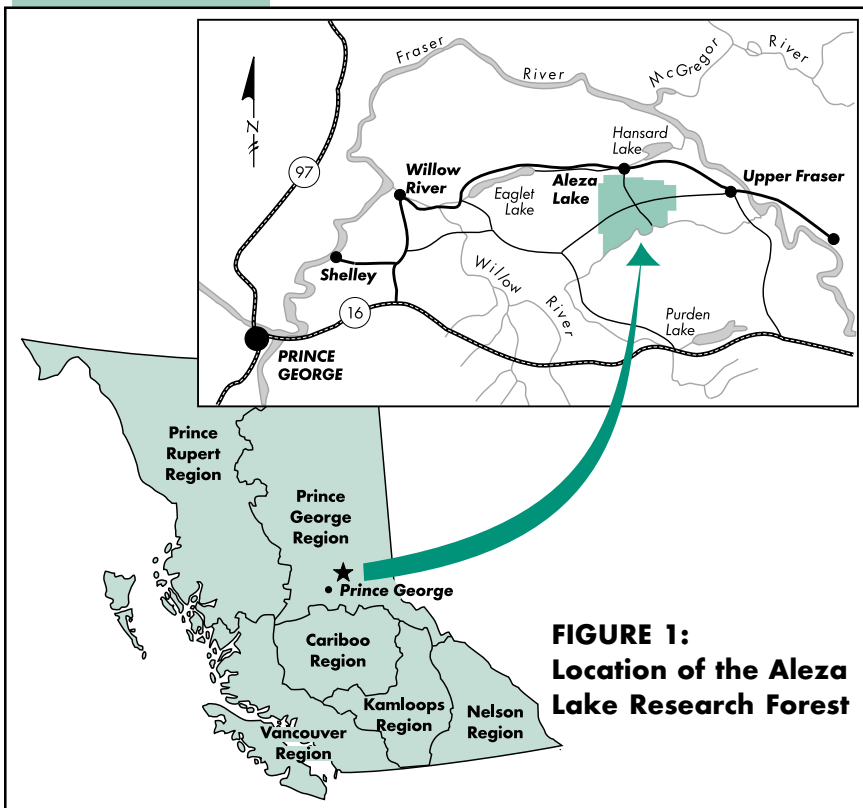 Fraser
River
McGregor
River
N
97
Hansard
Lake
Willow
River
Aleza
Lake
Upper Fraser
Eaglet
Lake
Shelley
Willow
River
16
Purden
Lake
PRINCE
GEORGE
Prince
Rupert
Region
Prince
George
Region
Prince George
Cariboo
Region
Kamloops
Region
Nelson
Region
Vancouver
Region
FIGURE 1:
Location of the Aleza
Lake Research Forest